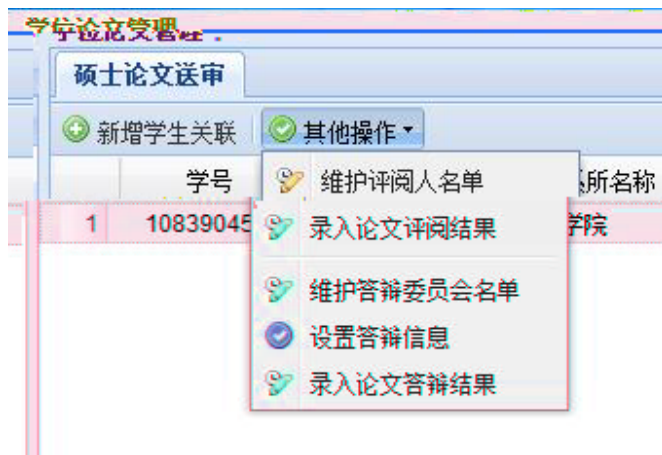 学位论文管理
硕士论文送审
新增学生关联 其他操作
学号 所名称
维护评阅人名单
1 10839045 学院
录入论文评阅结果
维护答辩委员会名单
设置答辩信息
录入论文答辩结果